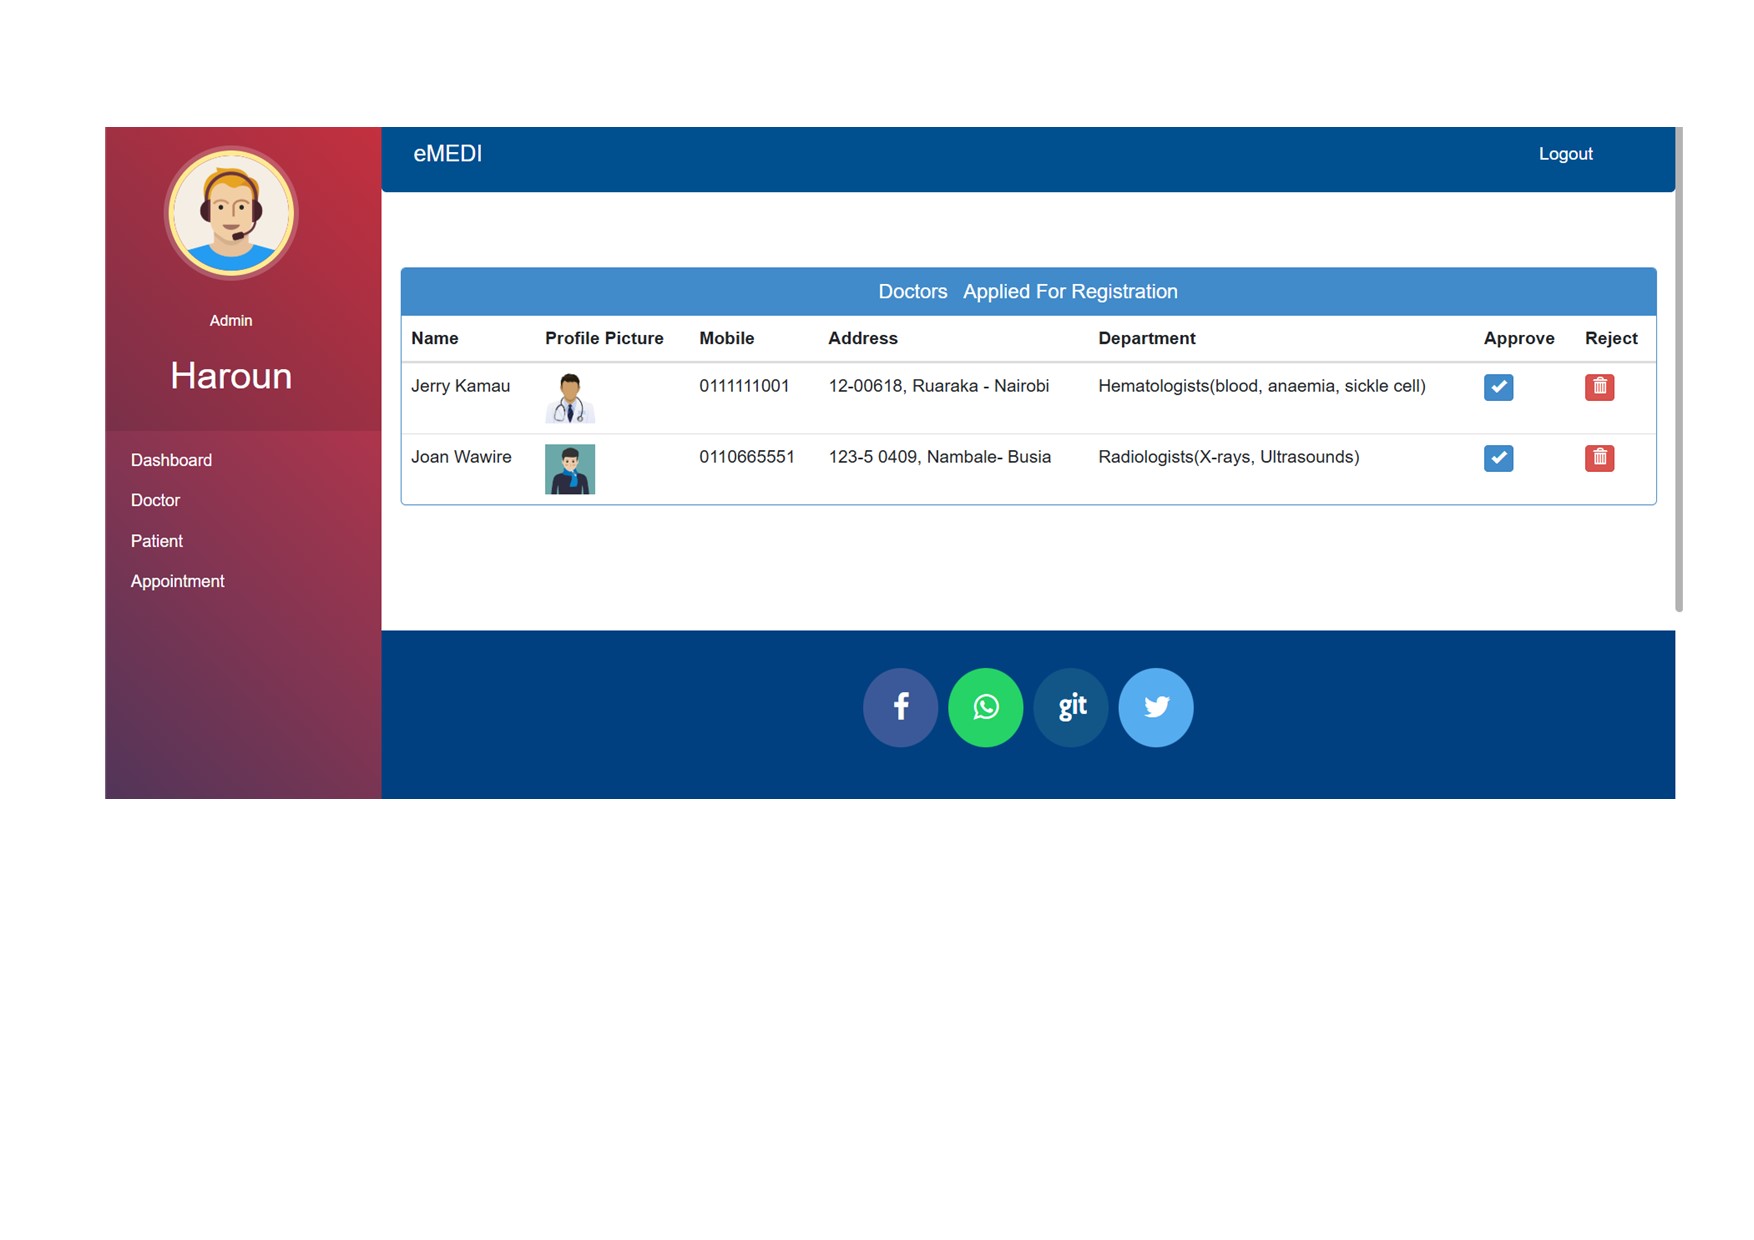 eMEDI
Logout
Admin
Haroun
Dashboard
Doctor
Patient
Appointment
Doctors Applied For Registration
Name Profile Picture Mobile Address Department Approve Reject
Jerry Kamau 0111111001 12-00618, Ruaraka - Nairobi Hematologists(blood, anaemia, sickle cell)
Joan Wawire 0110665551 123-5 0409, Nambale- Busia Radiologists(X-rays, Ultrasounds)
git